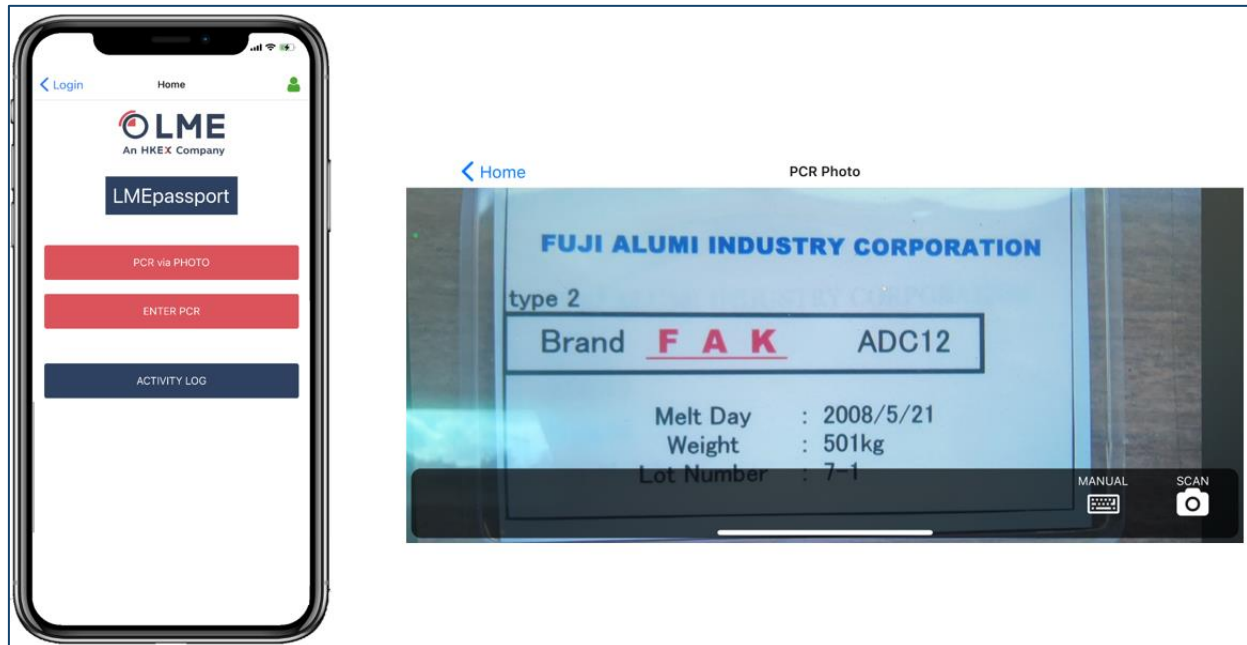 Login
Home
LME
An HKEX Company
LMEpassport
PCR via PHOTO
ENTER PCR
ACTIVITY LOG
Home
PCR Photo
FUJI ALUMI INDUSTRY CORPORATION
type 2
Brand F A K ADC12
Melt Day : 2008/5/21
Weight : 501kg
Lot Number : 7-1
MANUAL
SCAN